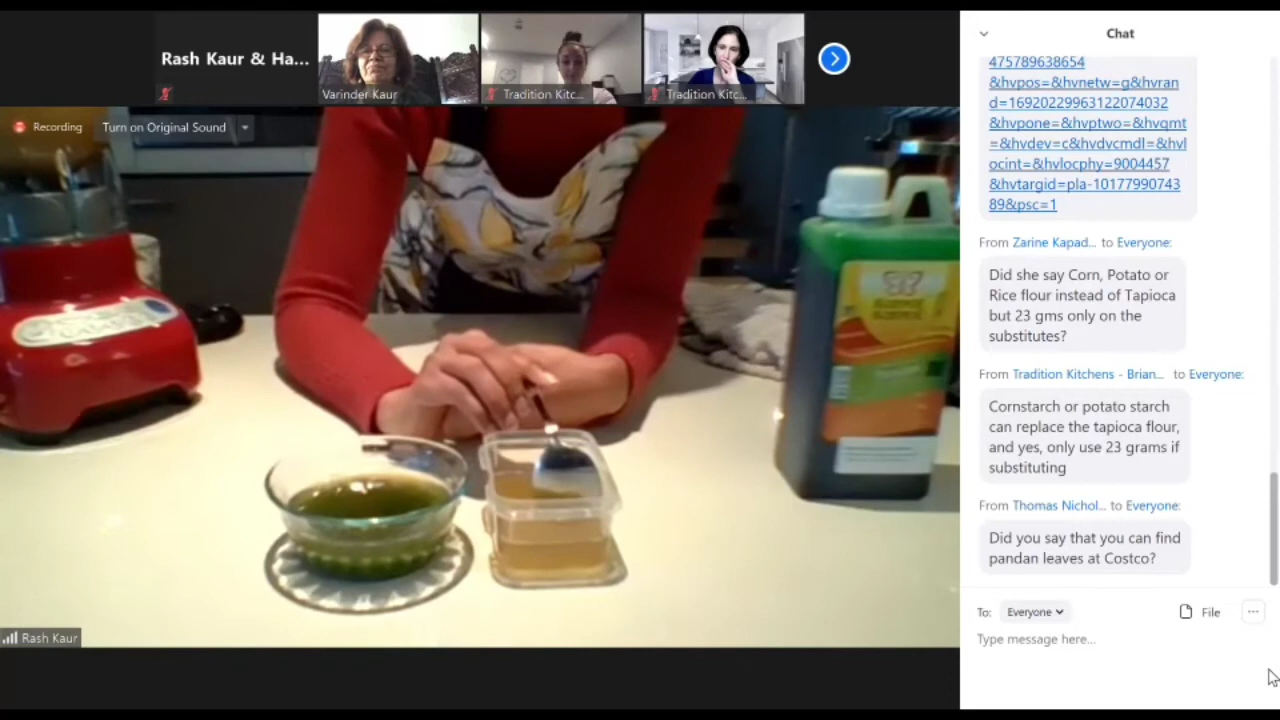 Rash Kaur & Ha...
Varinder Kaur
Tradition Kitc...
Tradition Kitc...
Recording
Turn on Original Sound
Rash Kaur
Chat
475789638654
&hvpos=&hvnetw=g&hvran
d=16920229963122074032
&hvpone=&hvptwo=&hvqmt
=&hvdev=c&hvdvcmdl=&hvl
ocint=&hvlocphy=9004457
&hvtargid=pla-10177990743
89&psc=1
From Zarine Kapad... to Everyone:
Did she say Corn, Potato or
Rice flour instead of Tapioca
but 23 gms only on the
substitutes?
From Tradition Kitchens - Brian... to Everyone:
Cornstarch or potato starch
can replace the tapioca flour,
and yes, only use 23 grams if
substituting
From Thomas Nichol... to Everyone:
Did you say that you can find
pandan leaves at Costco?
To: Everyone File ...
Type message here...